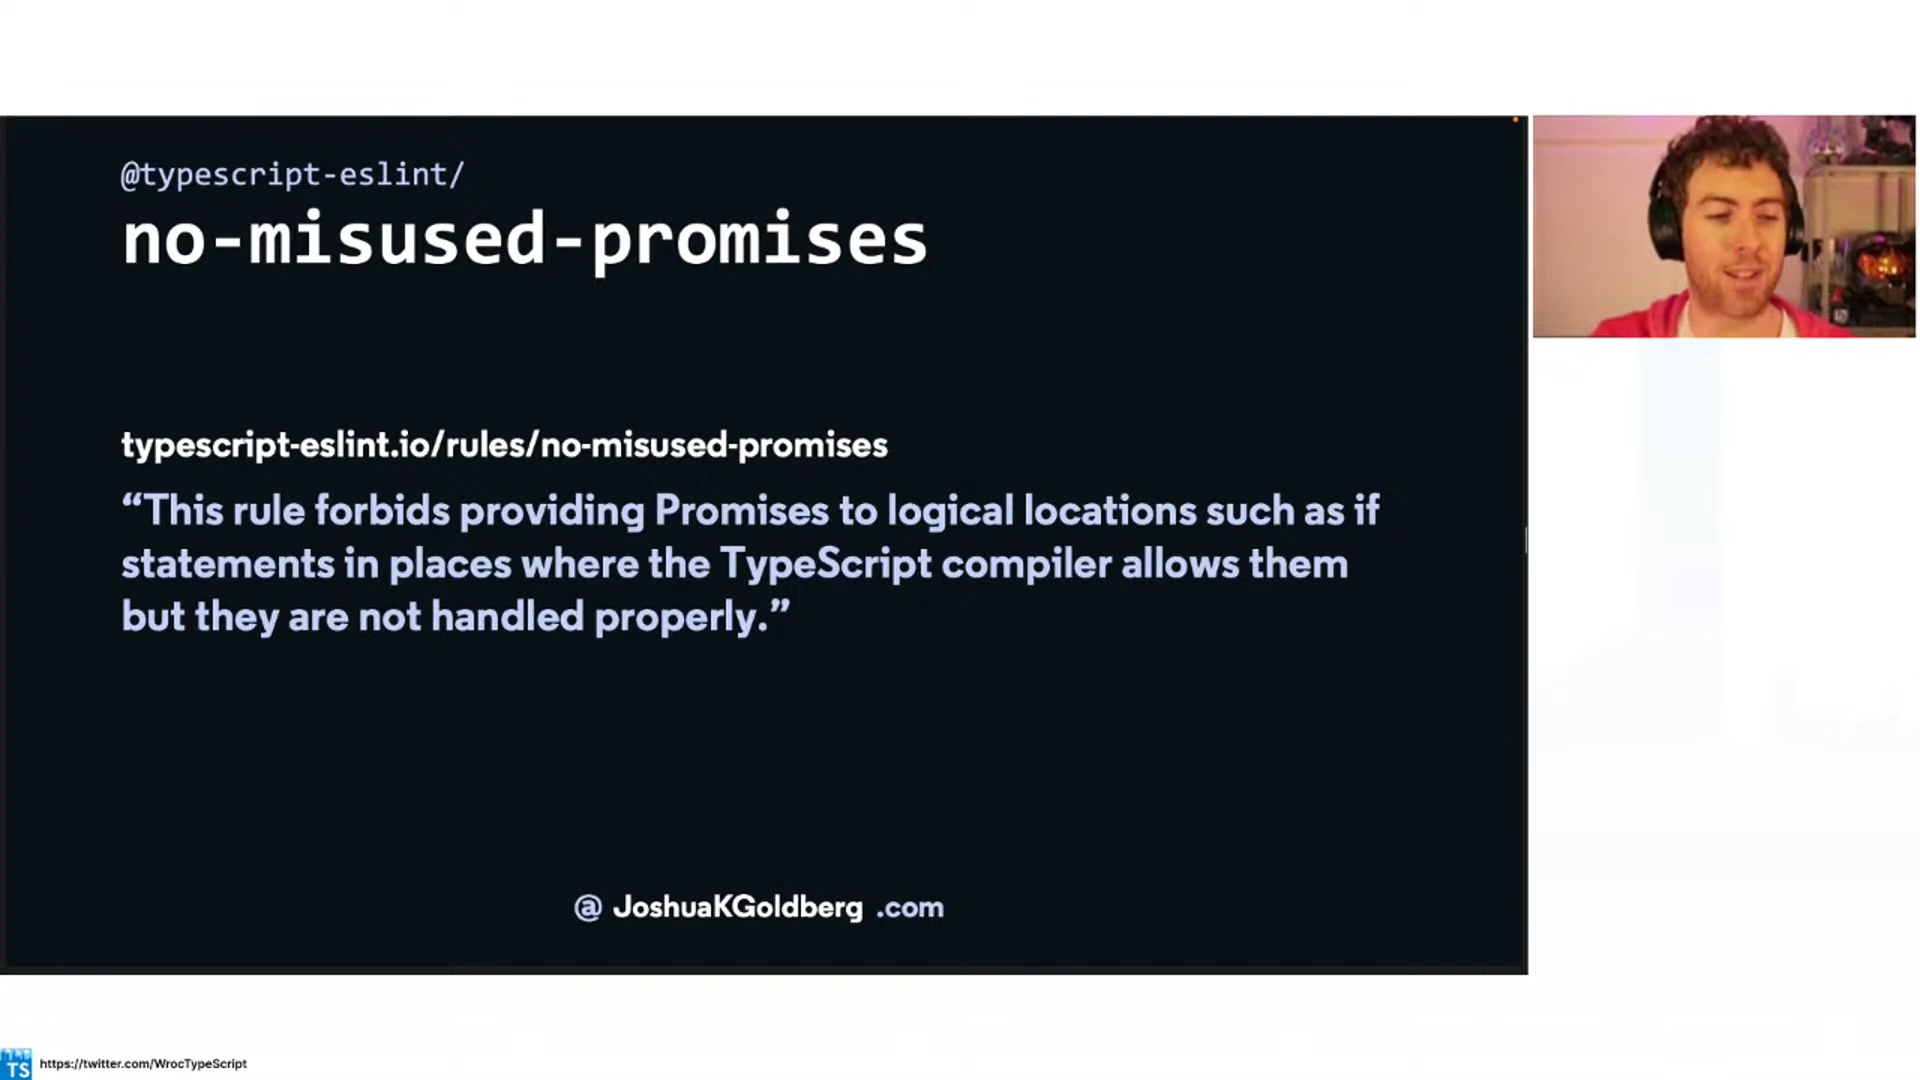 @typescript-eslint/
no-misused-promises
typescript-eslint.io/rules/no-misused-promises
“This rule forbids providing Promises to logical locations such as if
statements in places where the TypeScript compiler allows them
but they are not handled properly.”
@ JoshuaKGoldberg .com
TS https://twitter.com/WrocTypeScript